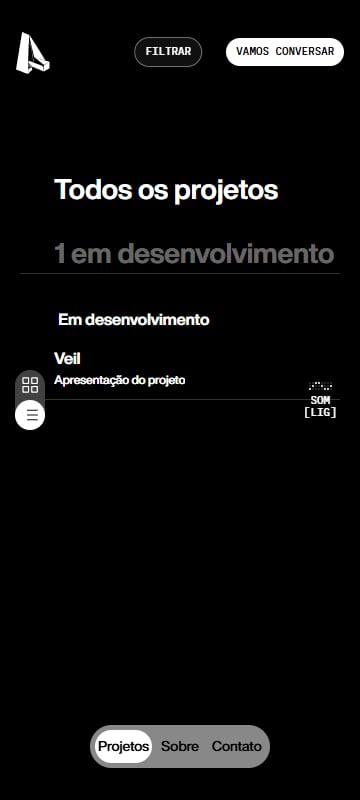 FILTRAR
VAMOS CONVERSAR
Todos os projetos
1 em desenvolvimento
Em desenvolvimento
Veil
Apresentação do projeto
SOM
[LIG]
Projetos Sobre Contato